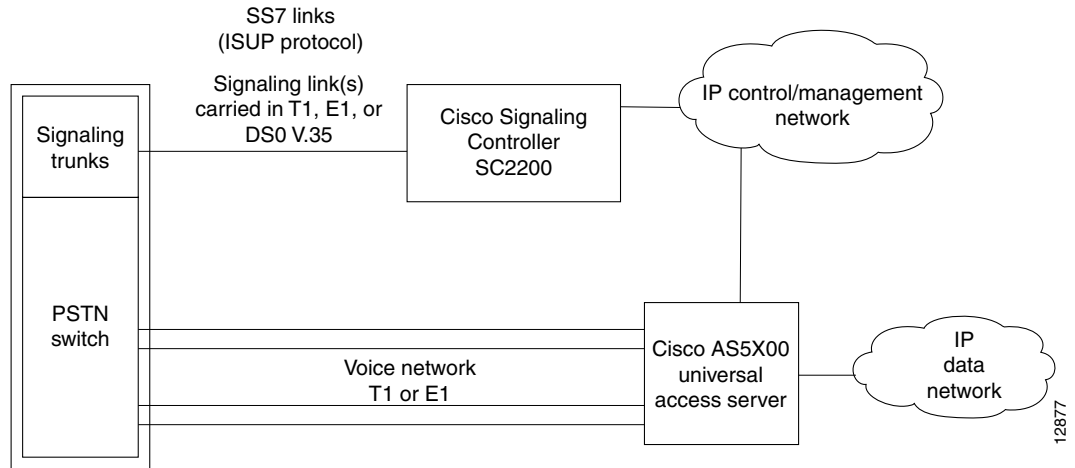 SS7 links
(ISUP protocol)
Signaling link(s)
carried in T1, E1, or
DS0 V.35
Signaling
trunks
Cisco Signaling
Controller
SC2200
IP control/management
network
PSTN
switch
Voice network
T1 or E1
Cisco AS5X00
universal
access server
IP
data
network
12877